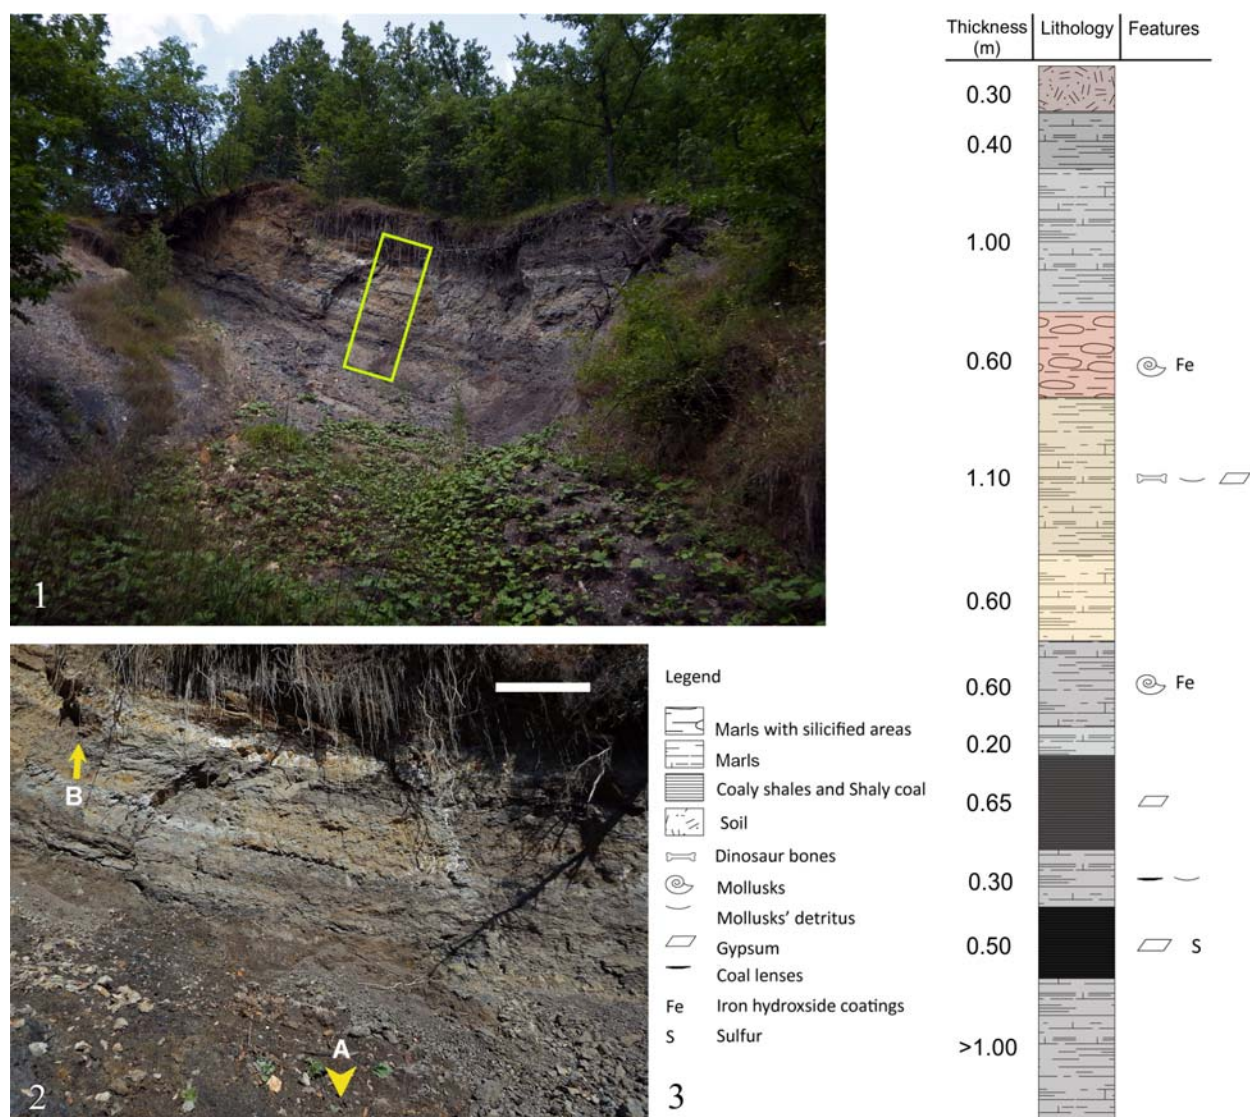 1
2
B
A
3
Thickness (m) Lithology Features
0.30
0.40
1.00
0.60 Fe
1.10
0.60
0.60 Fe
0.20
0.65
0.30
0.50 S
>1.00
Legend
Marls with silicified areas
Marls
Coaly shales and Shaly coal
Soil
Dinosaur bones
Mollusks
Mollusks' detritus
Gypsum
Coal lenses
Fe Iron hydroxside coatings
S Sulfur